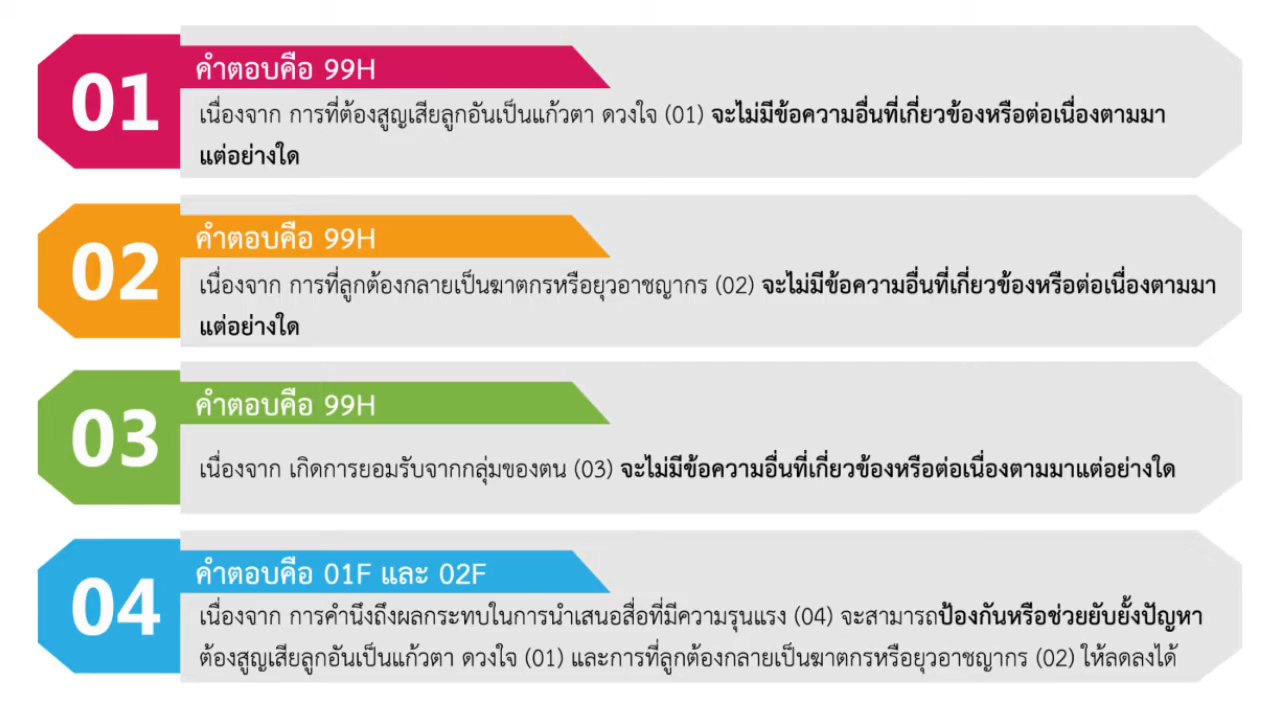 01
คำตอบคือ 99H
เนื่องจาก การที่ต้องสูญเสียลูกอันเป็นแก้วตา ดวงใจ (01) จะไม่มีข้อความอื่นที่เกี่ยวข้องหรือต่อเนื่องตามมา
แต่อย่างใด
02
คำตอบคือ 99H
เนื่องจาก การที่ลูกต้องกลายเป็นฆาตกรหรือยุวอาชญากร (02) จะไม่มีข้อความอื่นที่เกี่ยวข้องหรือต่อเนื่องตามมา
แต่อย่างใด
03
คำตอบคือ 99H
เนื่องจาก เกิดการยอมรับจากกลุ่มของตน (03) จะไม่มีข้อความอื่นที่เกี่ยวข้องหรือต่อเนื่องตามมาแต่อย่างใด
04
คำตอบคือ 01F และ 02F
เนื่องจาก การคำนึงถึงผลกระทบในการนำเสนอสื่อที่มีความรุนแรง (04) จะสามารถป้องกันหรือช่วยยับยั้งปัญหา
ต้องสูญเสียลูกอันเป็นแก้วตา ดวงใจ (01) และการที่ลูกต้องกลายเป็นฆาตกรหรือยุวอาชญากร (02) ให้ลดลงได้